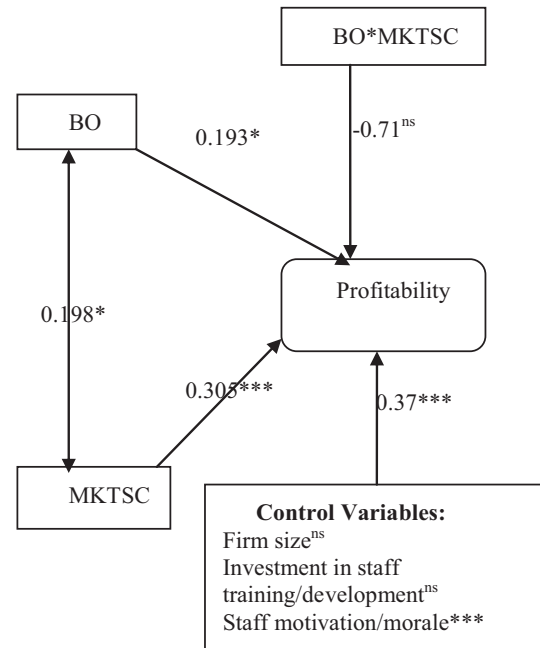 BO*MKTSC
BO
0.193*
-0.71ns
Profitability
0.198*
0.305***
0.37***
MKTSC
Control Variables:
Firm sizens
Investment in staff
training/developmentns
Staff motivation/morale***